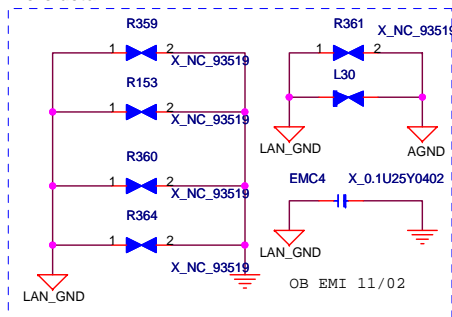 R359
1 2
X_NC_93519
R153
1 2
X_NC_93519
R360
1 2
X_NC_93519
R364
1 2
X_NC_93519
LAN_GND
R361
X_NC_93519
1 2
L30
LAN_GND
AGND
EMC4
X_0.1U25Y0402
LAN_GND
OB EMI 11/02